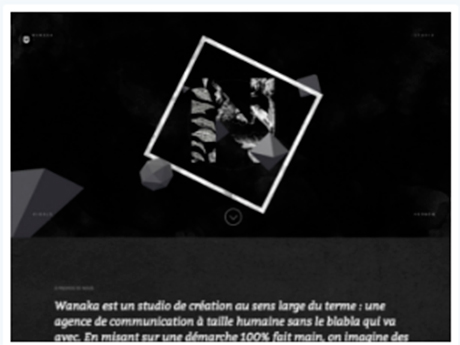 WANAKA
Wanaka est un studio de création au sens large du terme : une
agence de communication à taille humaine sans le blabla qui va
avec. En misant sur une démarche 100% fait main, on imagine des